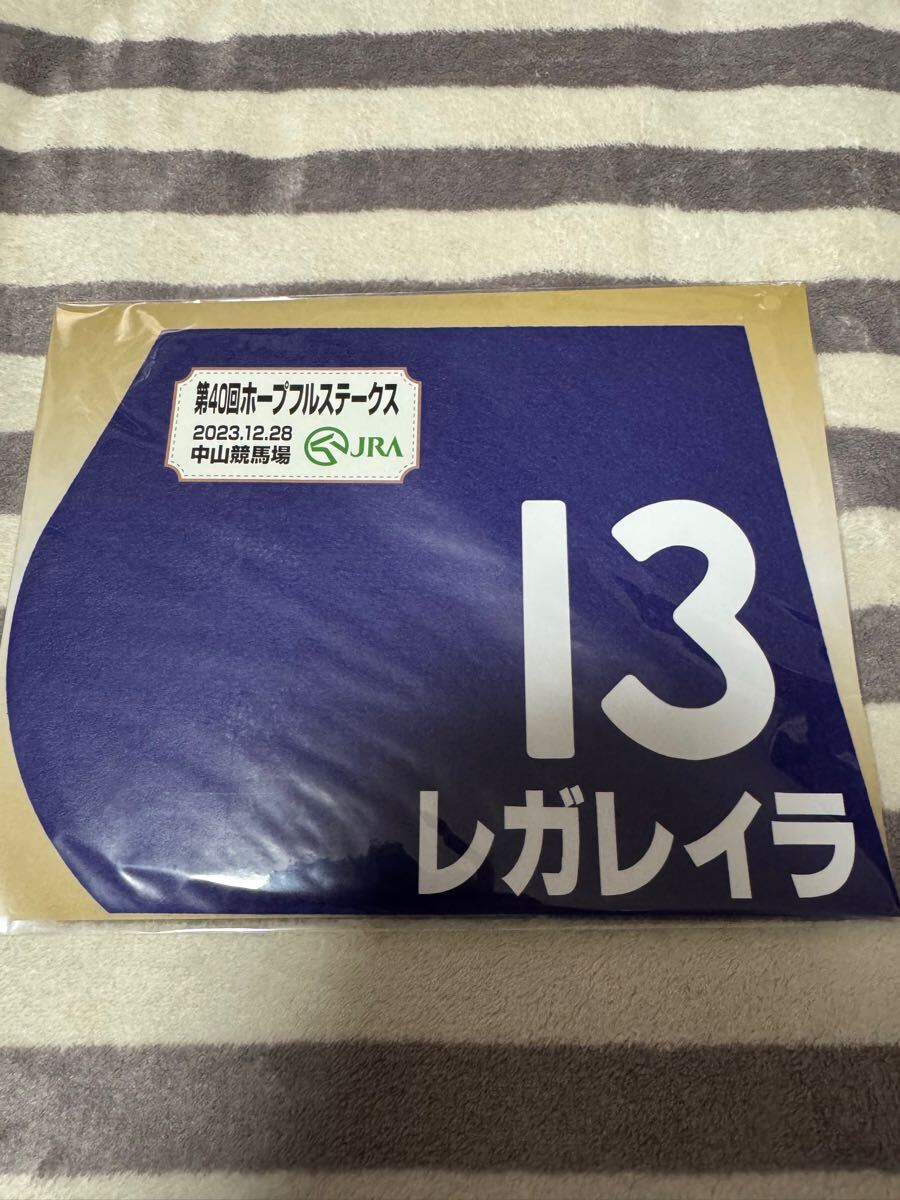 第40回ホープフルステークス
2023.12.28
中山競馬場
JRA
13
レガレイラ